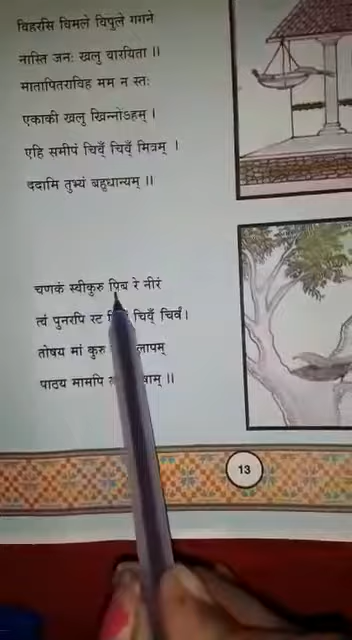 विहरसि विमले विपुले गगने
नास्ति जनः खलु वारयिता ॥
मातापितराविह मम न स्तः
एकाकी खलु खिन्नोऽहम् ।
एहि समीपं चिव्ँ चिव्ँ मित्रम् ।
ददामि तुभ्यं बहुधान्यम् ॥
चणकं स्वीकुरु पिब रे नीरं
त्वं पुनरपि रट चिव्ँ चिव्ँ ।
तोषय मां कुरु
पाठय मामपि
13